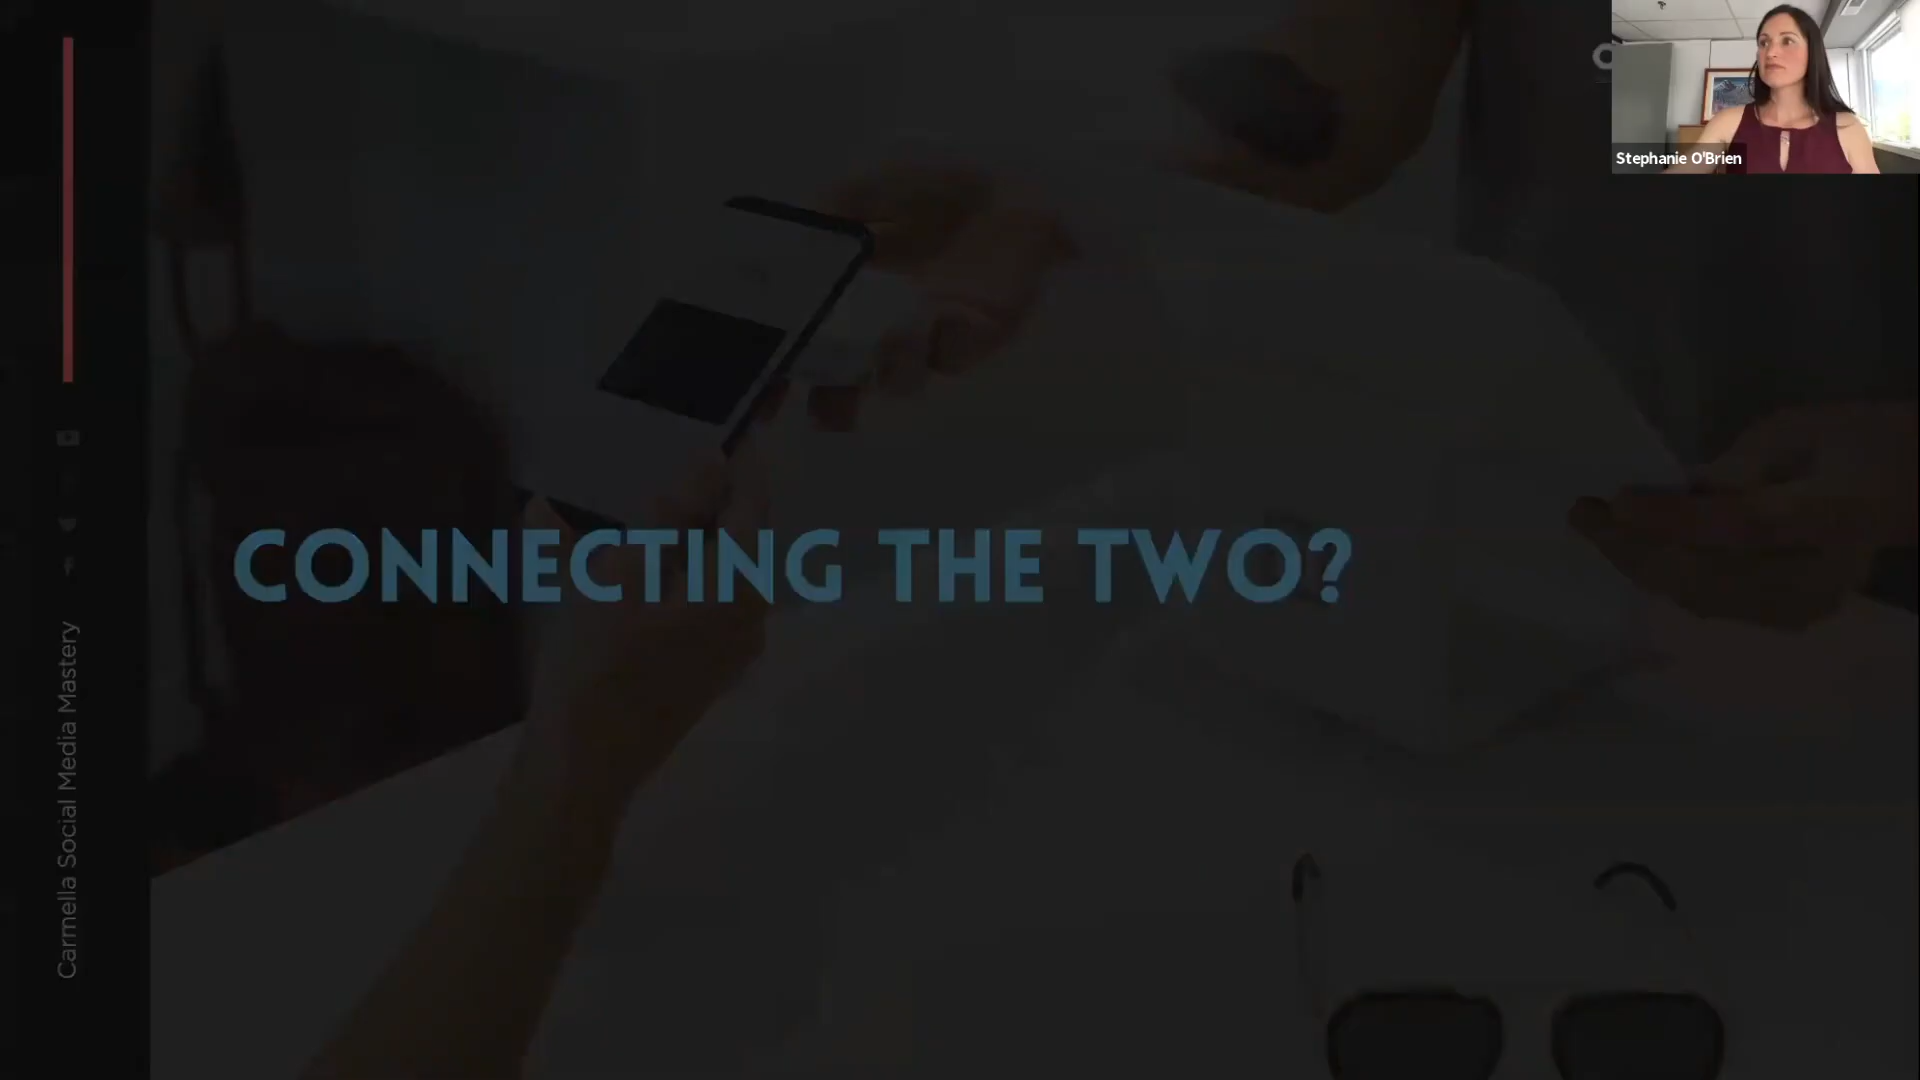 Stephanie O'Brien
CONNECTING THE TWO?
Carmella Social Media Mastery